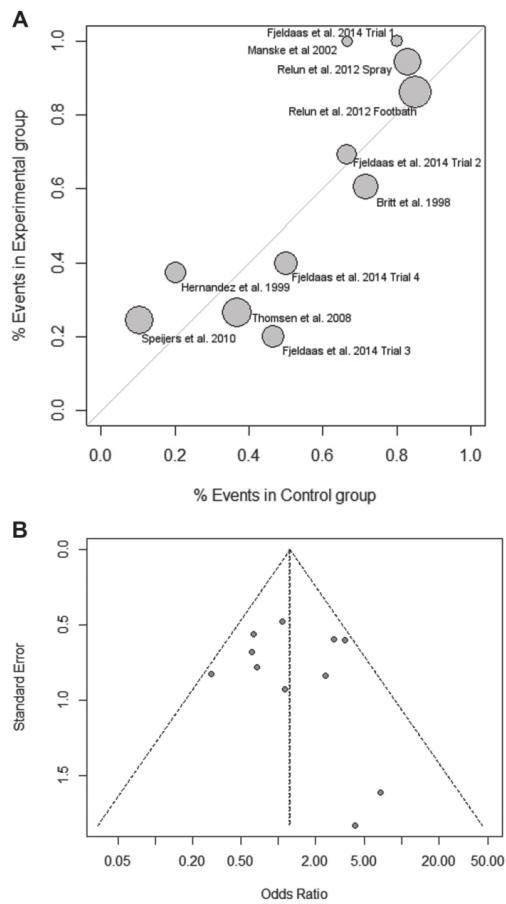 A
Fjeldaas et al. 2014 Trial 1
Manske et al 2002
Relun et al. 2012 Spray
Relun et al. 2012 Footbath
Fjeldaas et al. 2014 Trial 2
Britt et al. 1998
Fjeldaas et al. 2014 Trial 4
Hernandez et al. 1999
Thomsen et al. 2008
Speijers et al. 2010
Fjeldaas et al. 2014 Trial 3
% Events in Experimental group
1.0
0.8
0.6
0.4
0.2
0.0
0.0 0.2 0.4 0.6 0.8 1.0
% Events in Control group
B
Standard Error
0.0
0.5
1.0
1.5
0.05 0.20 0.50 2.00 5.00 20.00 50.00
Odds Ratio